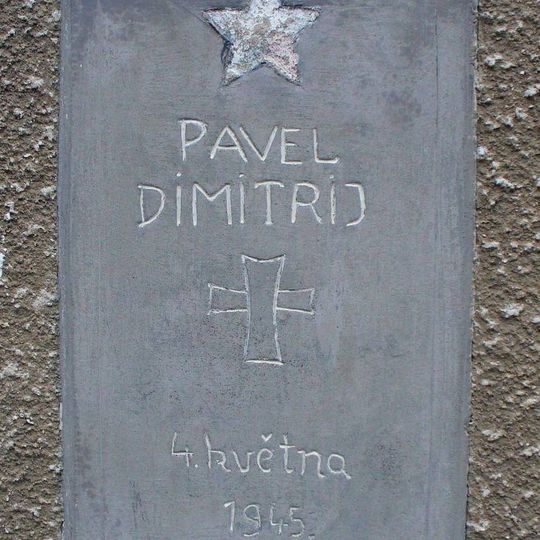 PAVEL
DIMITRIJ
4. května
1945.